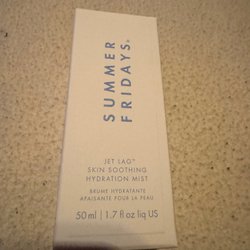 SUMMER
FRIDAYS®
JET LAG®
SKIN SOOTHING
HYDRATION MIST
BRUME HYDRATANTE
APAISANTE POUR LA PEAU
50 ml | 1.7 fl oz liq US